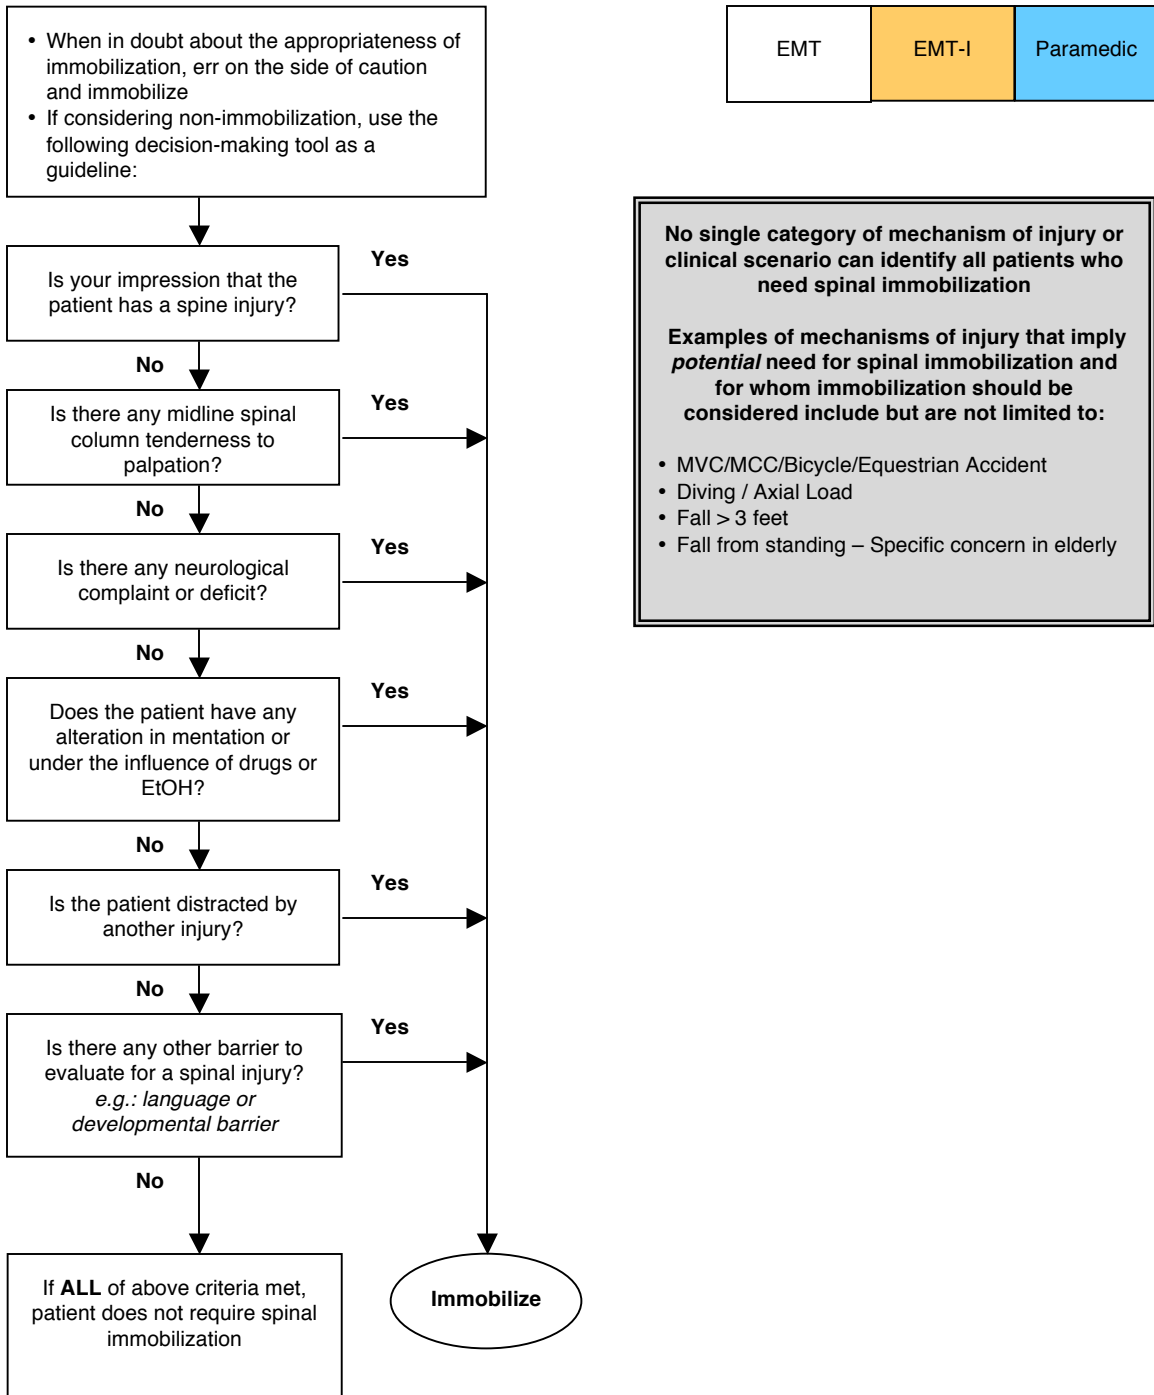 • When in doubt about the appropriateness of
immobilization, err on the side of caution
and immobilize
• If considering non-immobilization, use the
following decision-making tool as a
guideline:
EMT
EMT-I
Paramedic
Is your impression that the
patient has a spine injury?
Yes
No
Is there any midline spinal
column tenderness to
palpation?
Yes
No
Is there any neurological
complaint or deficit?
Yes
No
Does the patient have any
alteration in mentation or
under the influence of drugs or
EtOH?
Yes
No
Is the patient distracted by
another injury?
Yes
No
Is there any other barrier to
evaluate for a spinal injury?
e.g.: language or
developmental barrier
Yes
No
If ALL of above criteria met,
patient does not require spinal
immobilization
Immobilize
No single category of mechanism of injury or
clinical scenario can identify all patients who
need spinal immobilization
Examples of mechanisms of injury that imply
potential need for spinal immobilization and
for whom immobilization should be
considered include but are not limited to:
• MVC/MCC/Bicycle/Equestrian Accident
• Diving / Axial Load
• Fall > 3 feet
• Fall from standing – Specific concern in elderly